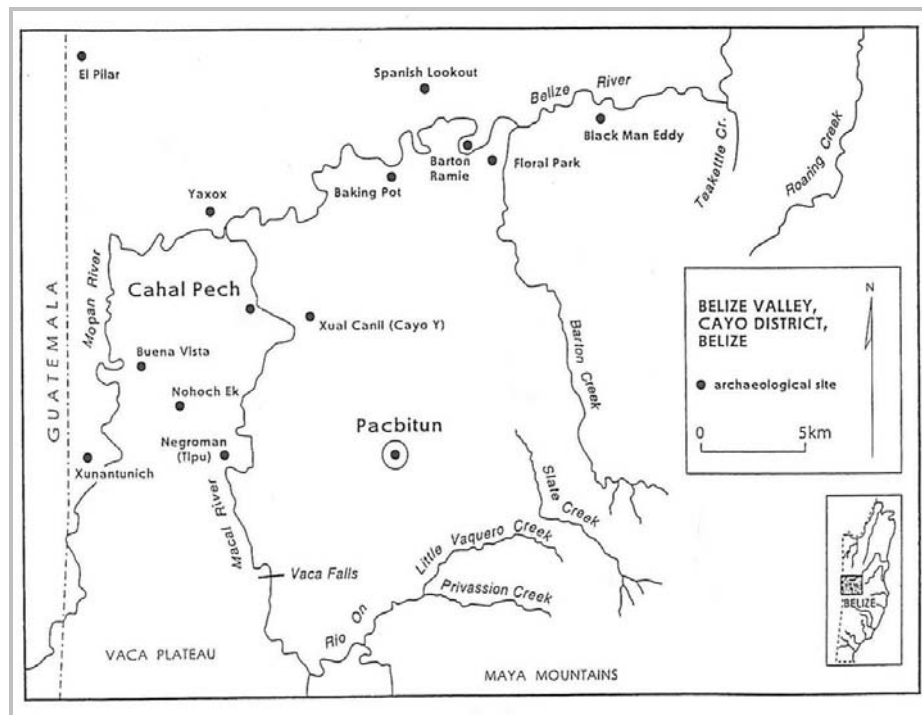 El Pilar
Spanish Lookout
Belize River
Black Man Eddy
Teakettle Cr.
Roaring Creek
Barton
Ramie
Floral Park
Baking Pot
Yaxox
Mopan River
Cahal Pech
Xual Canil (Cayo Y)
Barton Creek
GUATEMALA
Buena Vista
Nohoch Ek
Negroman
(Tipu)
Xunantunich
Pacbitun
Macal River
Slate Creek
Little Vaquero Creek
Privassion Creek
Vaca Falls
Rio On
VACA PLATEAU
MAYA MOUNTAINS
BELIZE VALLEY,
CAYO DISTRICT,
BELIZE
N
archaeological site
0 5km
BELIZE